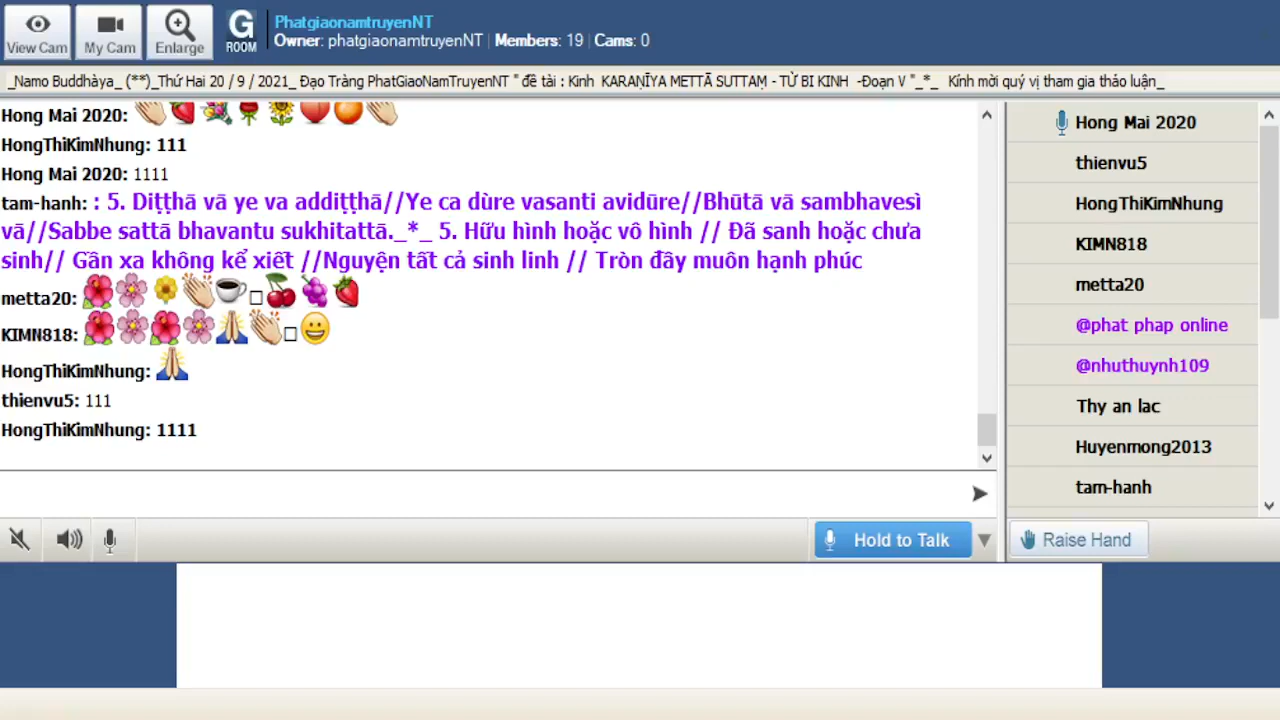 View Cam
My Cam
Enlarge
G
ROOM
PhatgiaonamtruyenNT
Owner: phatgiaonamtruyenNT | Members: 19 | Cams: 0
_Namo Buddhàya_ (**)_Thứ Hai 20 / 9 / 2021_ Đạo Tràng PhatGiaoNamTruyenNT " đề tài : Kinh KARAṆĪYA METTĀ SUTTAṂ - TỪ BI KINH -Đoạn V "_*_ Kính mời quý vị tham gia thảo luận_
Hong Mai 2020: 👏🍓💐🌹🌻🍑🍊👏
HongThiKimNhung: 111
Hong Mai 2020: 1111
tam-hanh: : 5. Diṭṭhā vā ye va addiṭṭhā//Ye ca dùre vasanti avidūre//Bhūtā vā sambhavesì
vā//Sabbe sattā bhavantu sukhitattā._*_ 5. Hữu hình hoặc vô hình // Đã sanh hoặc chưa
sinh// Gần xa không kể xiết //Nguyện tất cả sinh linh // Tròn đầy muôn hạnh phúc
metta20: 🌺🌸🌼👏☕□🍒🍇🍓
KIMN818: 🌺🌸🌺🌸🙏👏□😀
HongThiKimNhung: 🙏
thienvu5: 111
HongThiKimNhung: 1111
Hong Mai 2020
thienvu5
HongThiKimNhung
KIMN818
metta20
@phat phap online
@nhuthuynh109
Thy an lac
Huyenmong2013
tam-hanh
Hold to Talk
Raise Hand